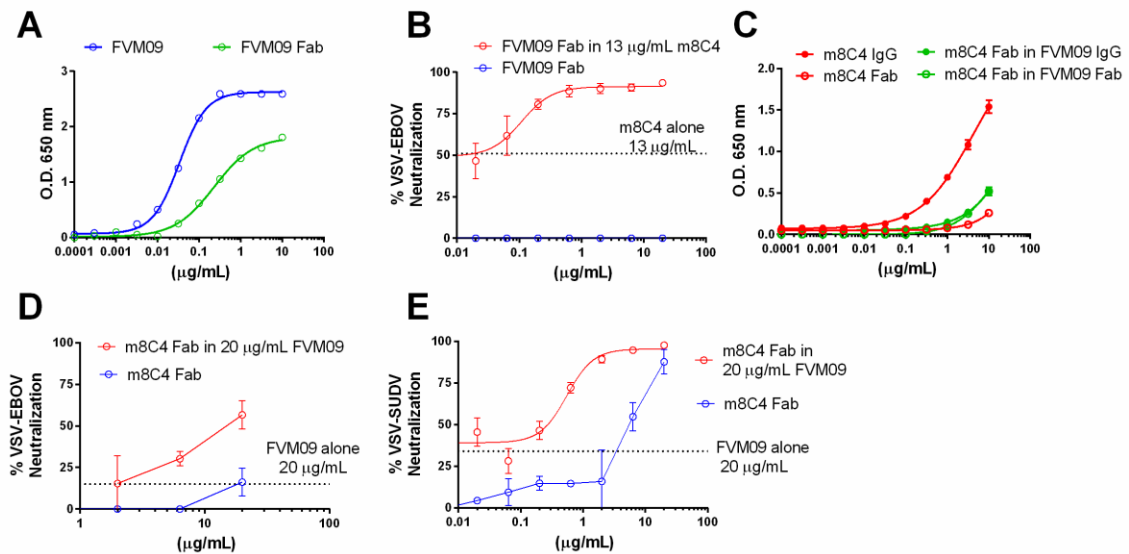 A
FVM09
FVM09 Fab
O.D. 650 nm
3
2
1
0
0.0001 0.001 0.01 0.1 1 10 100
(μg/mL)
B
FVM09 Fab in 13 μg/mL m8C4
FVM09 Fab
% VSV-EBOV
Neutralization
100
75
50
25
0
m8C4 alone
13 μg/mL
0.01 0.1 1 10 100
(μg/mL)
C
m8C4 IgG
m8C4 Fab
m8C4 Fab in FVM09 IgG
m8C4 Fab in FVM09 Fab
O.D. 650 nm
2.0
1.5
1.0
0.5
0.0
0.0001 0.001 0.01 0.1 1 10 100
(μg/mL)
D
m8C4 Fab in 20 μg/mL FVM09
m8C4 Fab
% VSV-EBOV
Neutralization
100
75
50
25
0
FVM09 alone
20 μg/mL
1 10 100
(μg/mL)
E
m8C4 Fab in
20 μg/mL FVM09
m8C4 Fab
% VSV-SUDV
Neutralization
100
75
50
25
0
FVM09 alone
20 μg/mL
0.01 0.1 1 10 100
(μg/mL)